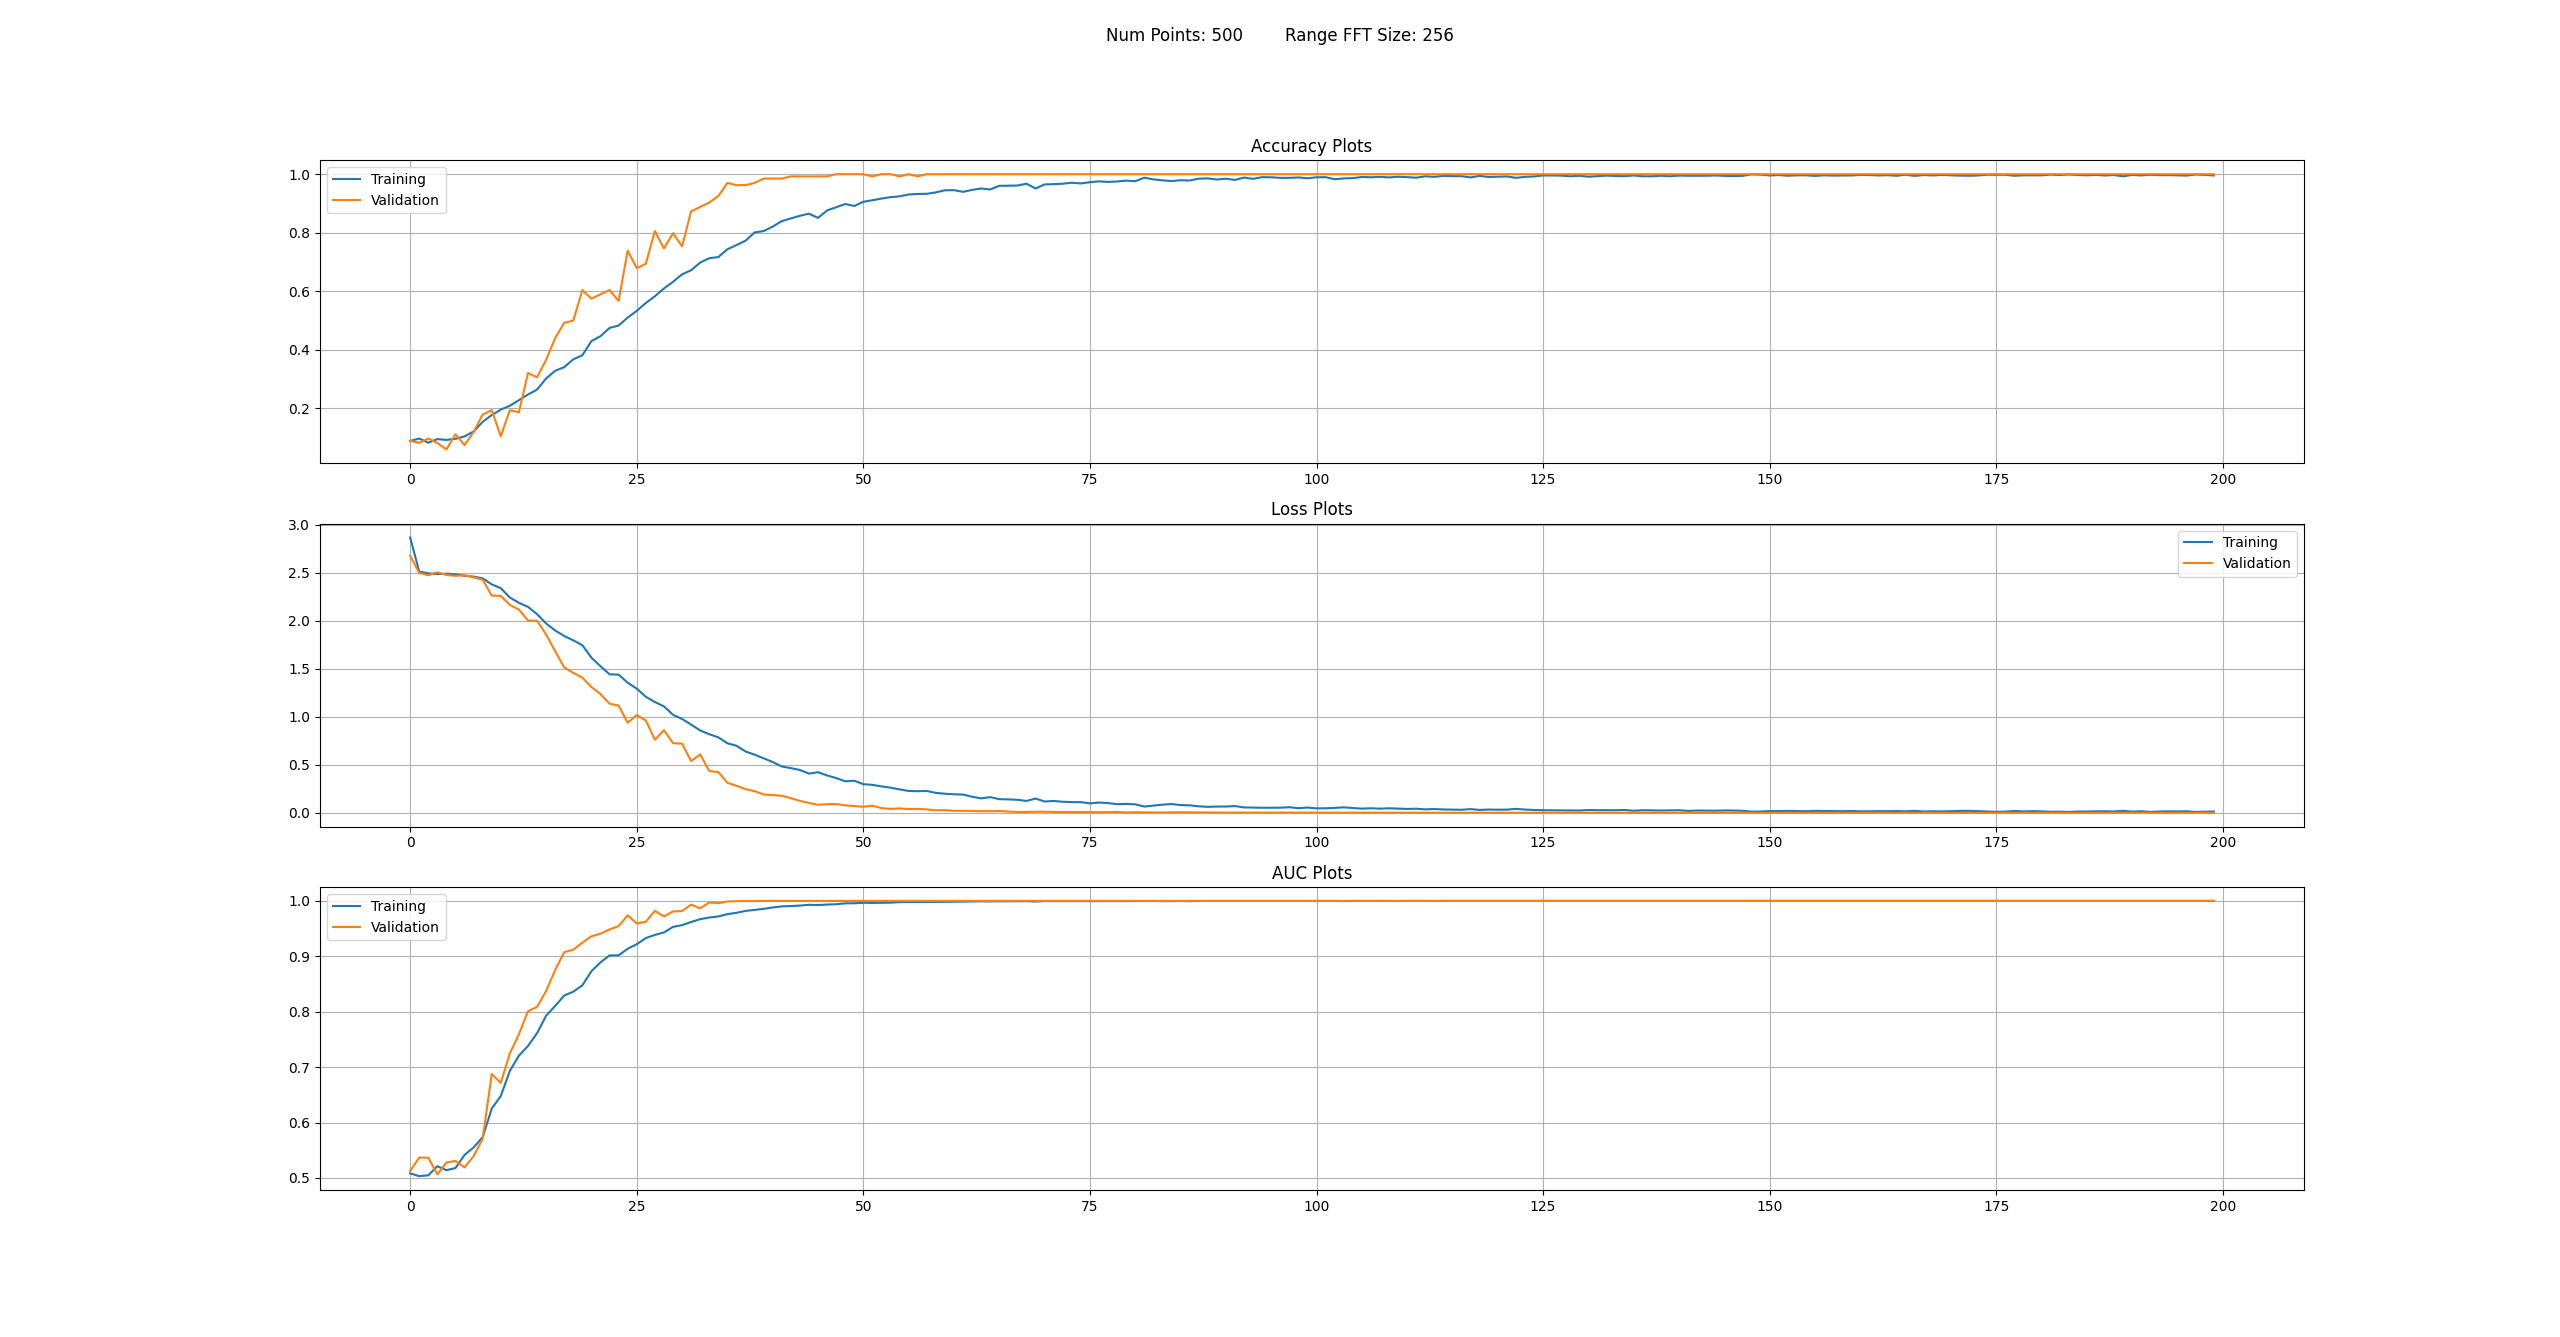 Num Points: 500 Range FFT Size: 256
Accuracy Plots
1.0
0.8
0.6
0.4
0.2
Training
Validation
0 25 50 75 100 125 150 175 200
Loss Plots
3.0
2.5
2.0
1.5
1.0
0.5
0.0
Training
Validation
0 25 50 75 100 125 150 175 200
AUC Plots
1.0
0.9
0.8
0.7
0.6
0.5
Training
Validation
0 25 50 75 100 125 150 175 200